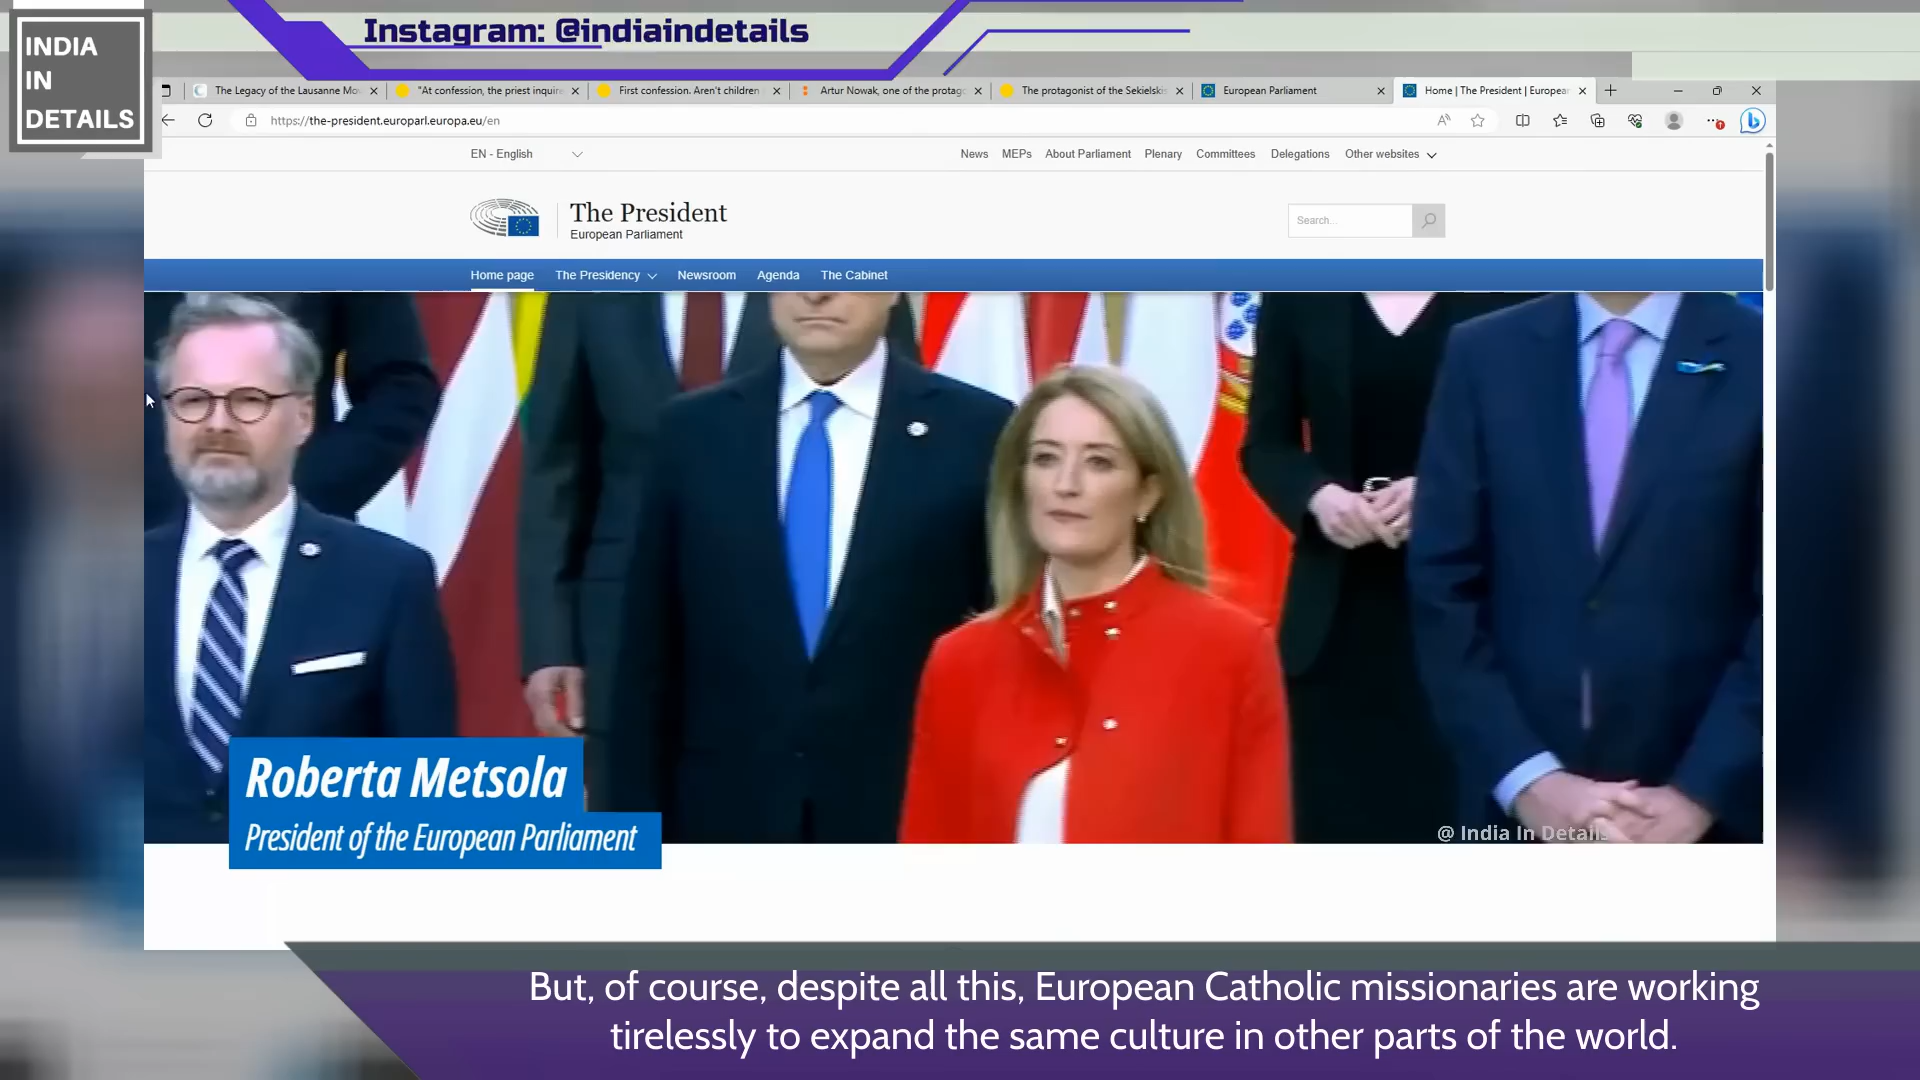 INDIA
IN
DETAILS
Instagram: @indiaindetails
The Legacy of the Lausanne Mo
"At confession, the priest inquire
First confession. Aren't children
Artur Nowak, one of the protag
The protagonist of the Sekielski
European Parliament
Home | The President | European
https://the-president.europarl.europa.eu/en
EN - English
News MEPs About Parliament Plenary Committees Delegations Other websites
The President
European Parliament
Search...
Home page The Presidency Newsroom Agenda The Cabinet
Roberta Metsola
President of the European Parliament
@ India In Details
But, of course, despite all this, European Catholic missionaries are working
tirelessly to expand the same culture in other parts of the world.